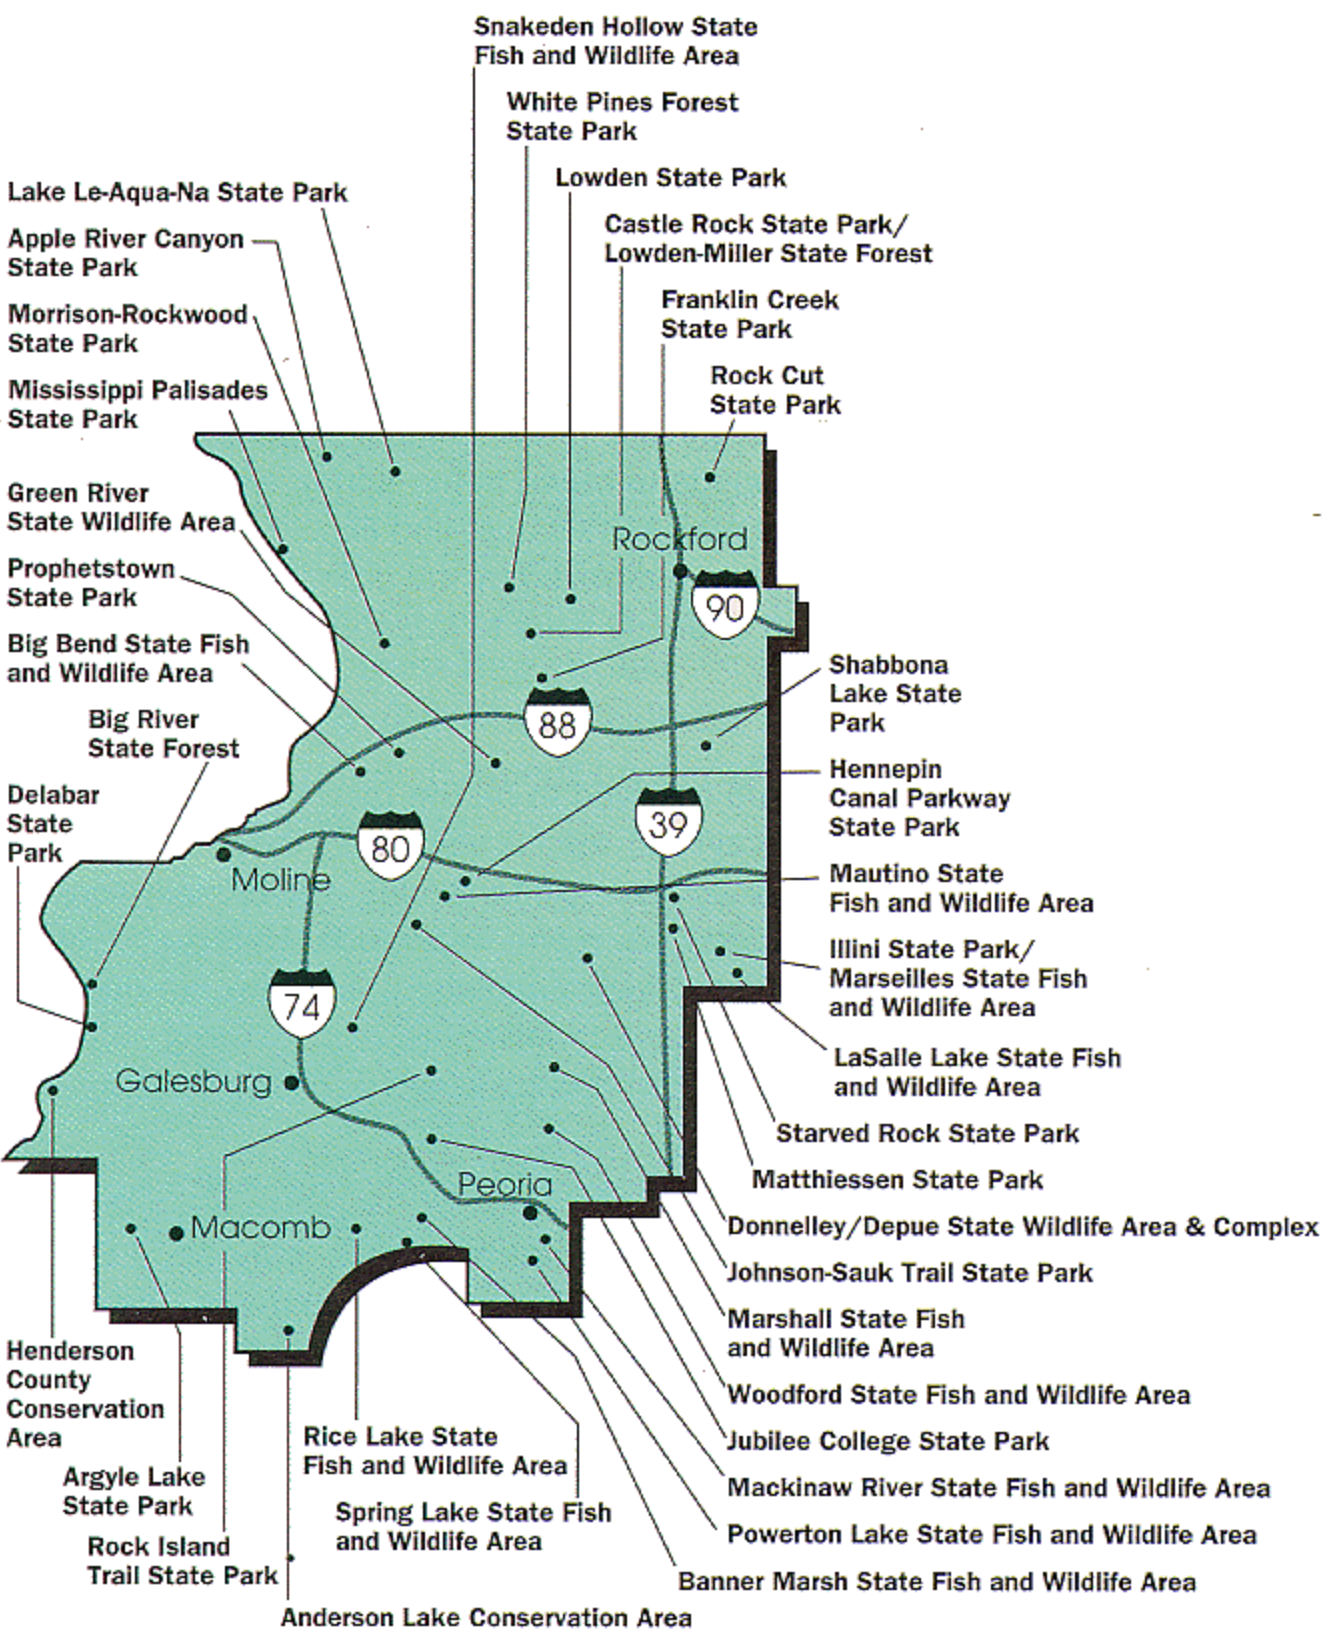 Snakeden Hollow State
Fish and Wildlife Area
White Pines Forest
State Park
Lowden State Park
Lake Le-Aqua-Na State Park
Castle Rock State Park/
Lowden-Miller State Forest
Apple River Canyon
State Park
Franklin Creek
State Park
Morrison-Rockwood
State Park
Rock Cut
State Park
Mississippi Palisades
State Park
Green River
State Wildlife Area
Rockford
Prophetstown
State Park
90
Big Bend State Fish
and Wildlife Area
Shabbona
Lake State
Park
Big River
State Forest
88
Hennepin
Canal Parkway
State Park
Delabar
State
Park
39
80
Moline
Mautino State
Fish and Wildlife Area
Illini State Park/
Marseilles State Fish
and Wildlife Area
74
LaSalle Lake State Fish
and Wildlife Area
Galesburg
Starved Rock State Park
Matthiessen State Park
Peoria
Macomb
Donnelley/Depue State Wildlife Area & Complex
Johnson-Sauk Trail State Park
Marshall State Fish
and Wildlife Area
Henderson
County
Conservation
Area
Woodford State Fish and Wildlife Area
Rice Lake State
Fish and Wildlife Area
Jubilee College State Park
Argyle Lake
State Park
Mackinaw River State Fish and Wildlife Area
Spring Lake State Fish
and Wildlife Area
Powerton Lake State Fish and Wildlife Area
Rock Island
Trail State Park
Banner Marsh State Fish and Wildlife Area
Anderson Lake Conservation Area